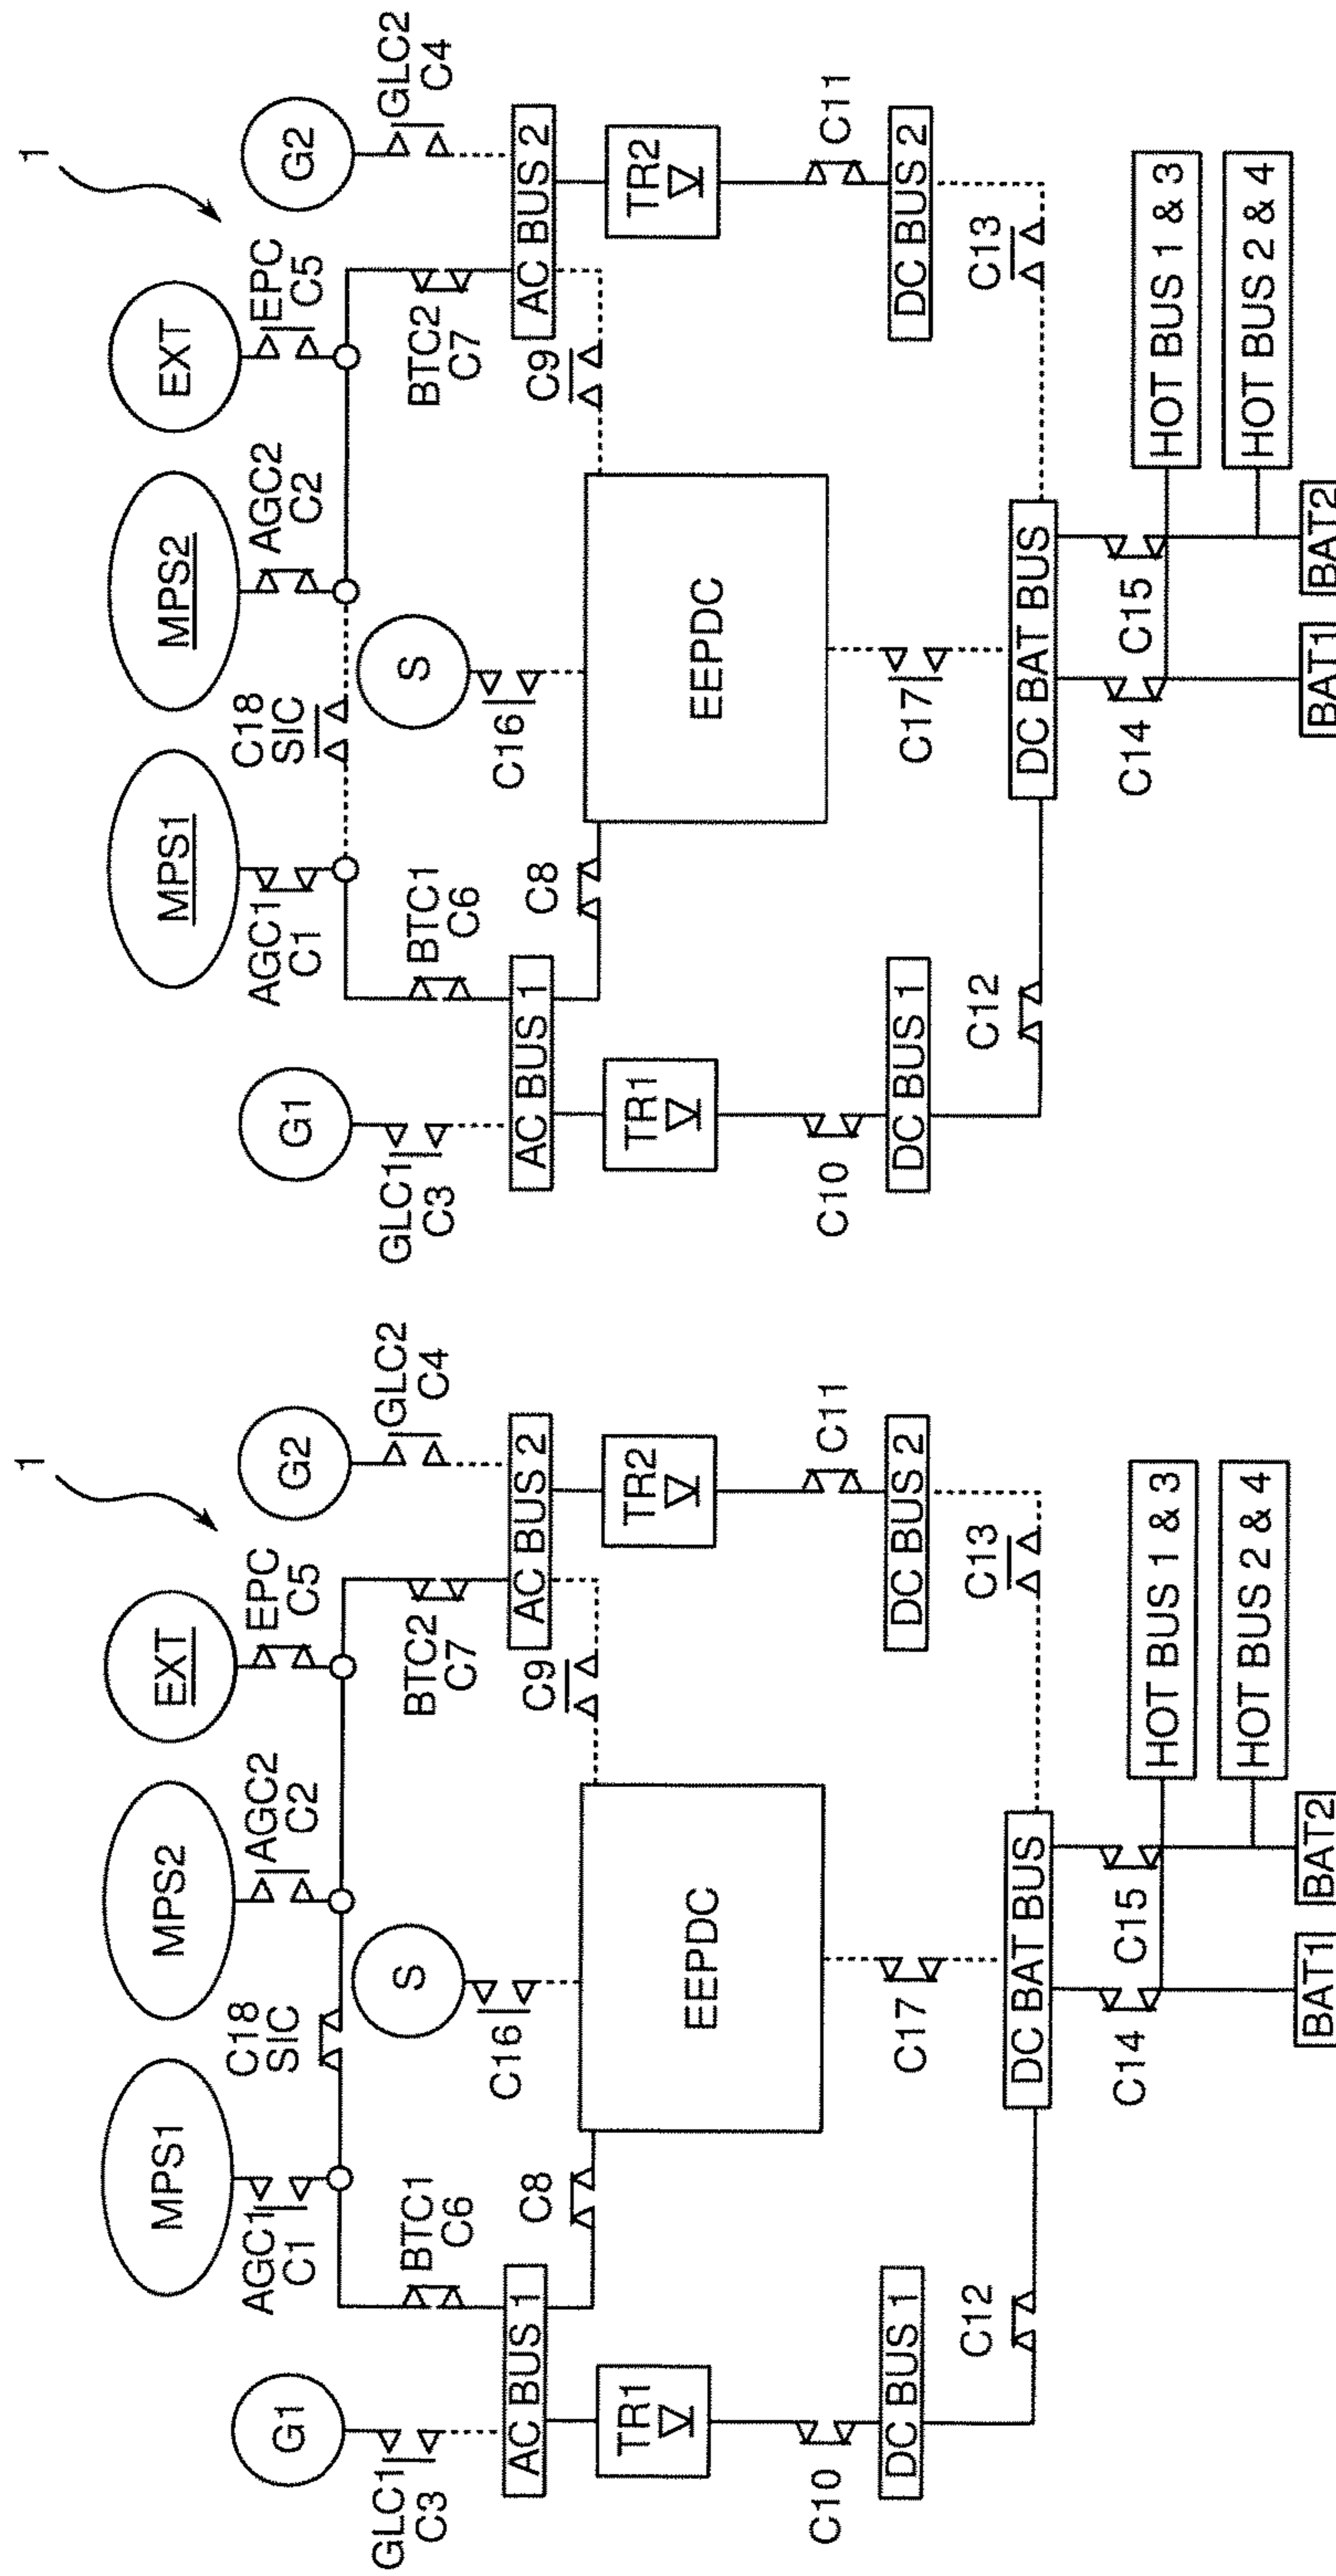 1
MPS1
MPS2
EXT
G1
G2
AGC1
C1
C18
SIC
AGC2
C2
EPC
C5
GLC1
C3
GLC2
C4
S
BTC1
C6
BTC2
C7
C16
AC BUS 1
AC BUS 2
C8
C9
TR1
TR2
EEPDC
C10
C11
C17
DC BUS 1
DC BUS 2
C12
C13
DC BAT BUS
C14
C15
HOT BUS 1 & 3
HOT BUS 2 & 4
BAT1
BAT2
1
MPS1
MPS2
EXT
G1
G2
AGC1
C1
C18
SIC
AGC2
C2
EPC
C5
GLC1
C3
GLC2
C4
S
BTC1
C6
BTC2
C7
C16
AC BUS 1
AC BUS 2
C8
C9
TR1
TR2
EEPDC
C10
C11
C17
DC BUS 1
DC BUS 2
C12
C13
DC BAT BUS
C14
C15
HOT BUS 1 & 3
HOT BUS 2 & 4
BAT1
BAT2